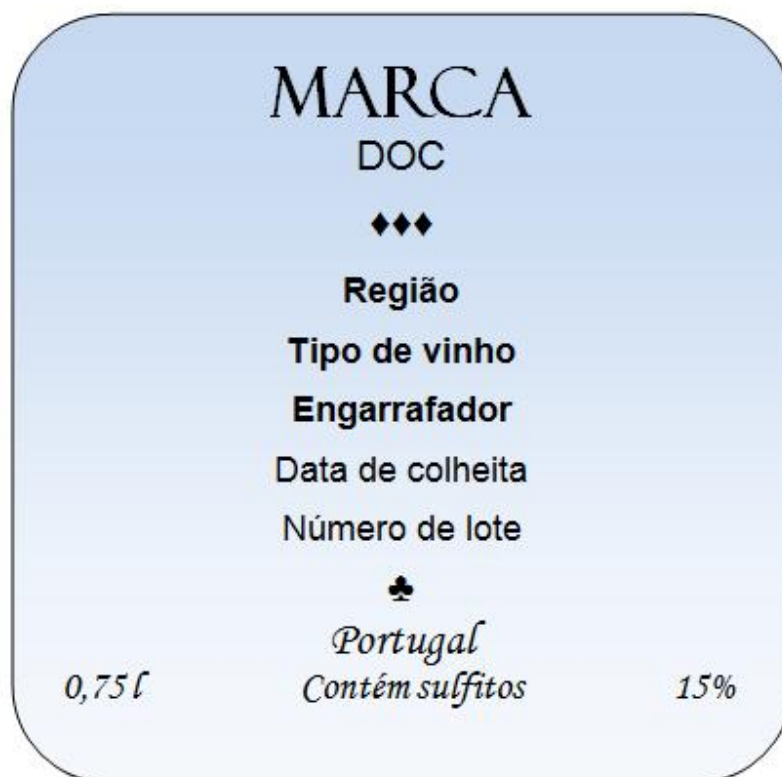 MARCA
DOC
♦♦♦
Região
Tipo de vinho
Engarrafador
Data de colheita
Número de lote
♣
Portugal
0,75 l Contém sulfitos 15%